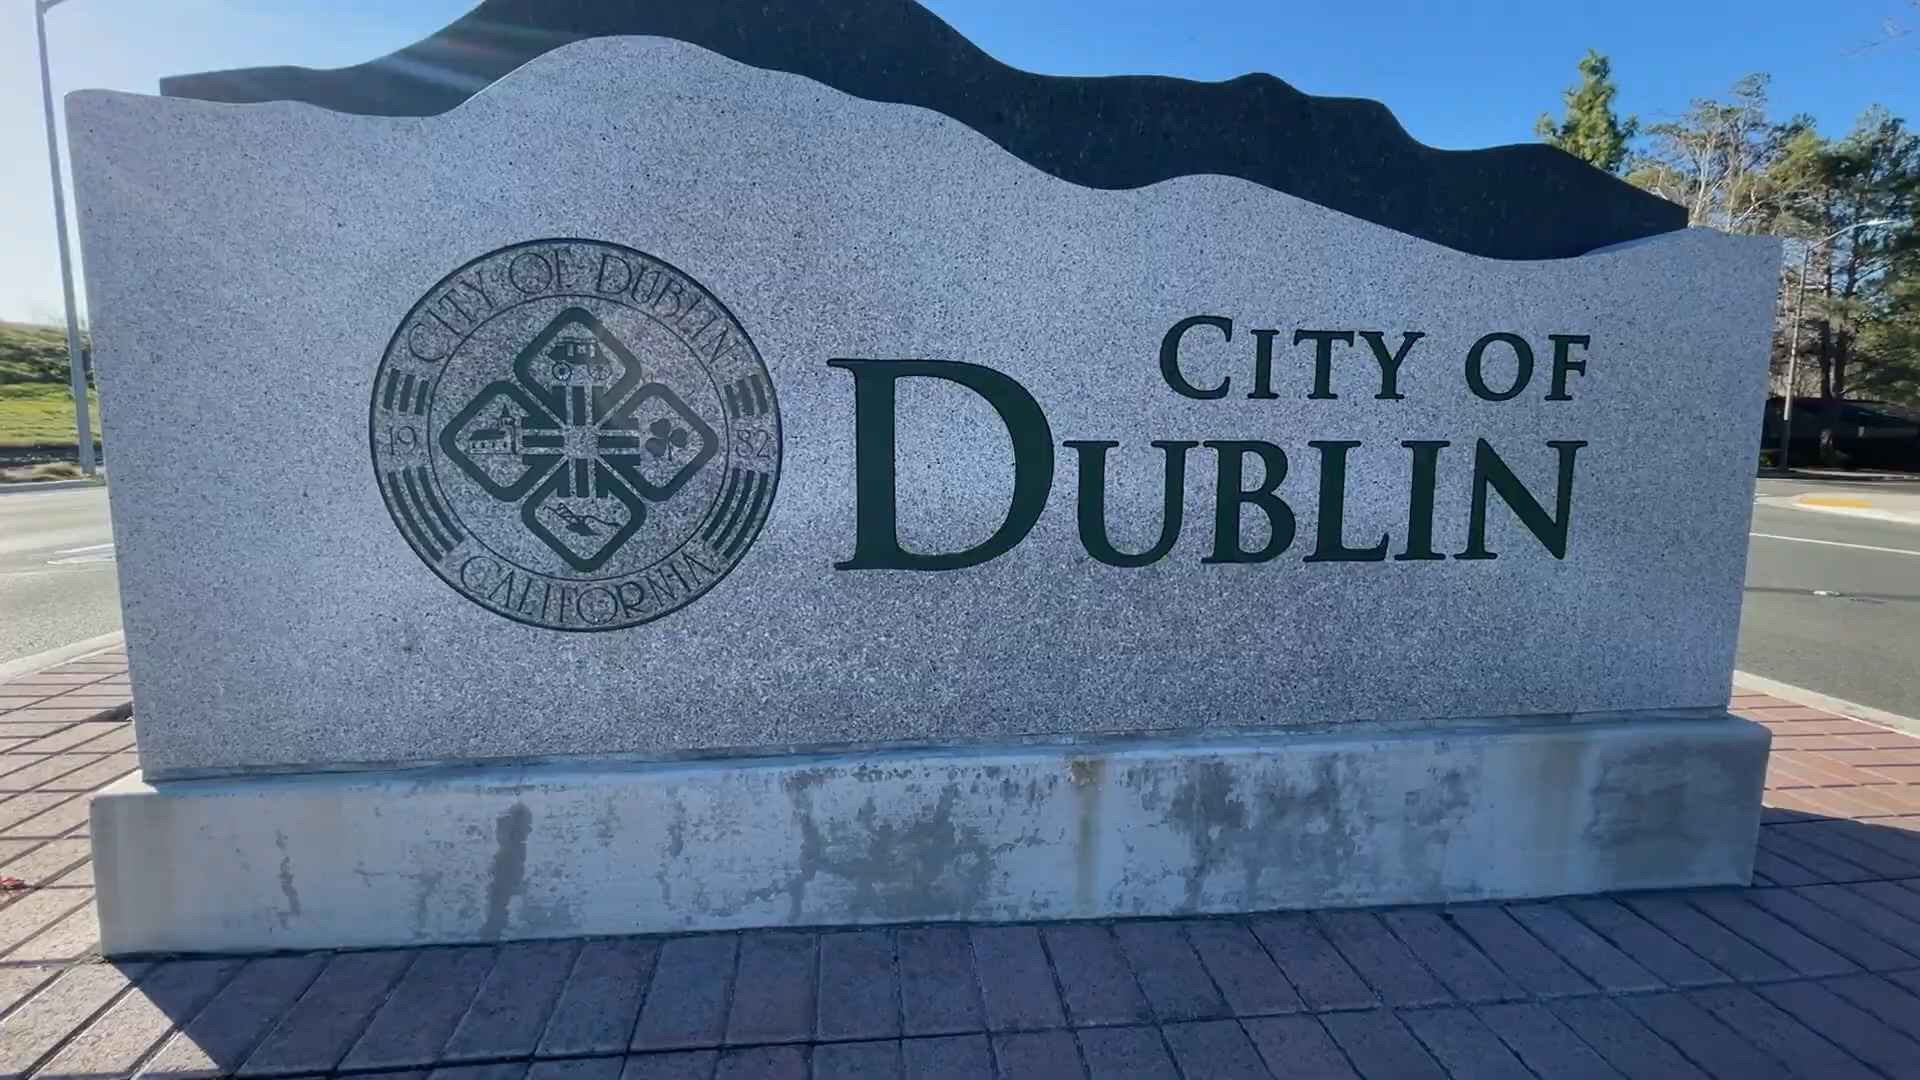 CITY OF DUBLIN
19 82
CALIFORNIA
CITY OF
DUBLIN